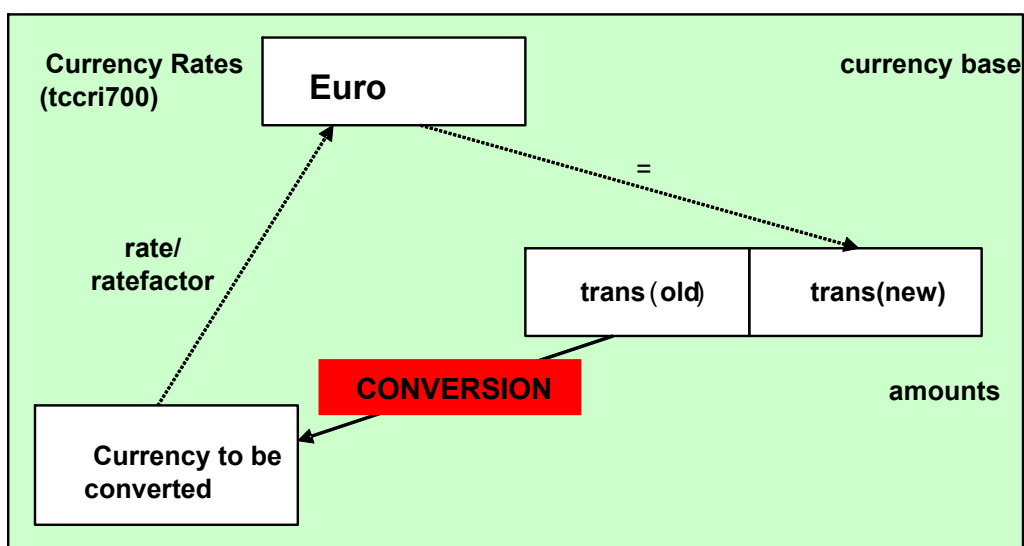 Currency Rates
(tccri700)
Euro
currency base
=
rate/
ratefactor
trans(old)
trans(new)
CONVERSION
amounts
Currency to be
converted